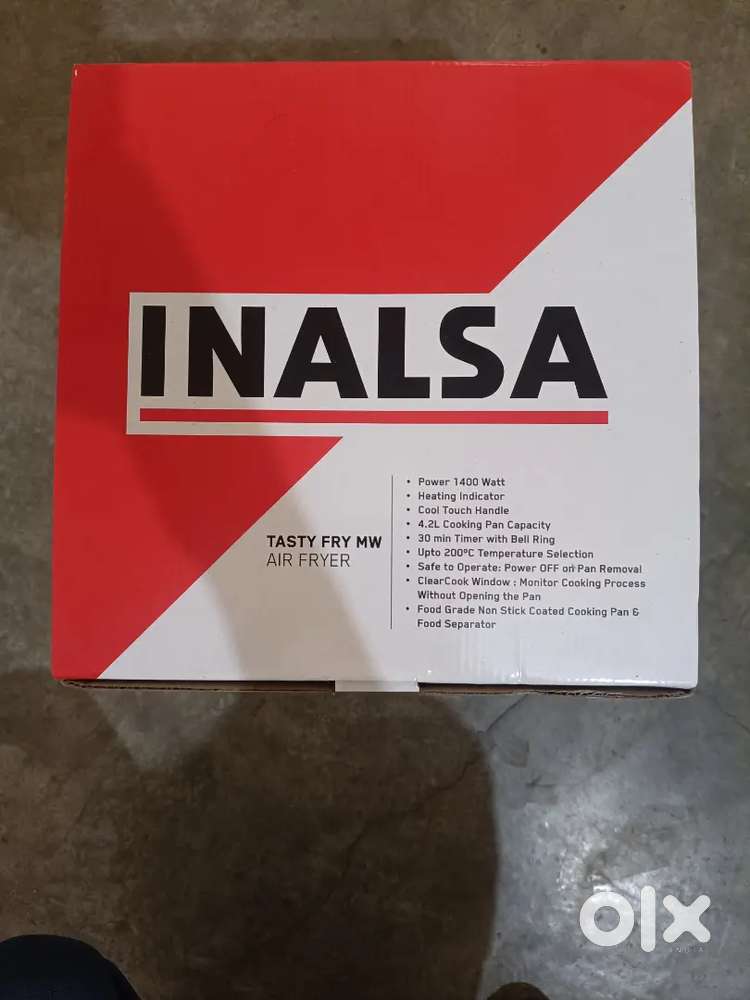 INALSA
TASTY FRY MW
AIR FRYER
• Power 1400 Watt
• Heating Indicator
• Cool Touch Handle
• 4.2L Cooking Pan Capacity
• 30 min Timer with Bell Ring
• Upto 200°C Temperature Selection
• Safe to Operate: Power OFF on Pan Removal
• ClearCook Window : Monitor Cooking Process
Without Opening the Pan
• Food Grade Non Stick Coated Cooking Pan &
Food Separator
olx
INDIA